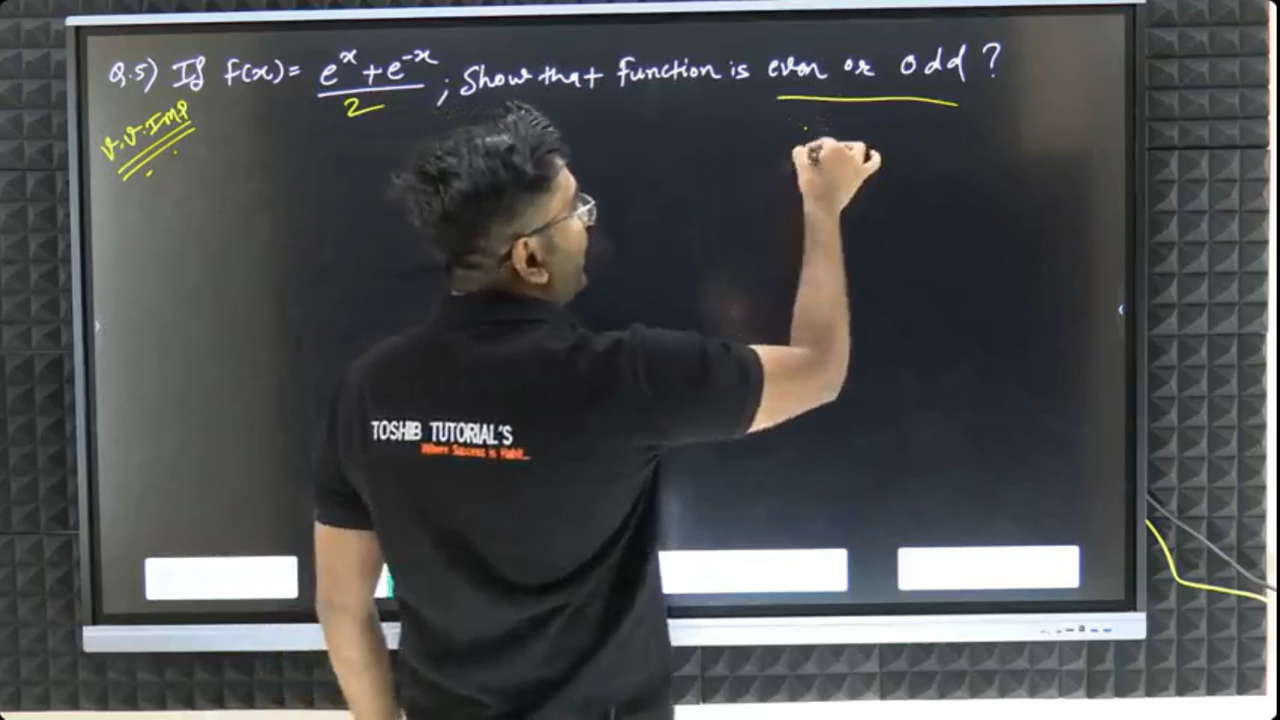 Q.5) If f(x) = e^x + e^-x / 2 ; Show that function is even or odd ?
V.V.IMP
TOSHIB TUTORIAL'S
Where Success is Habit...